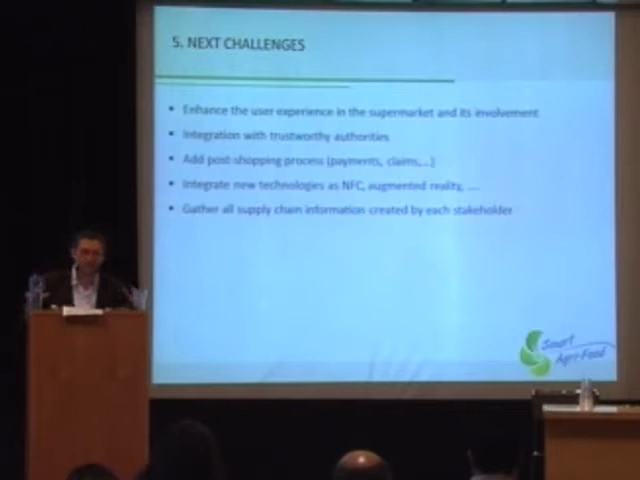 5. NEXT CHALLENGES
• Enhance the user experience in the supermarket and its involvement
• Integration with trustworthy authorities
• Add post-shopping process (payments, claims,...)
• Integrate new technologies as NFC, augmented reality, ...
• Gather all supply chain information created by each stakeholder
Smart
Agri-Food